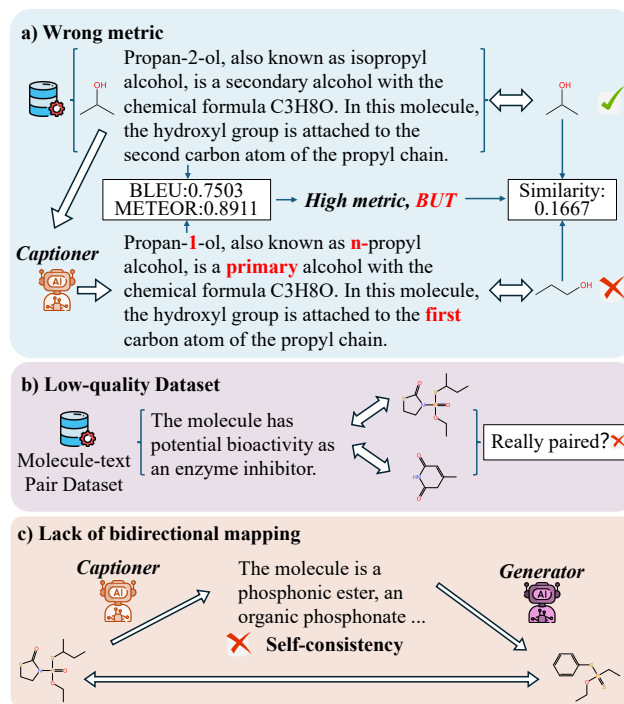 a) Wrong metric
Propan-2-ol, also known as isopropyl
alcohol, is a secondary alcohol with the
chemical formula C3H8O. In this molecule,
the hydroxyl group is attached to the
second carbon atom of the propyl chain.
OH
OH
BLEU:0.7503
METEOR:0.8911
High metric, BUT
Similarity:
0.1667
Captioner
AI
Propan-1-ol, also known as n-propyl
alcohol, is a primary alcohol with the
chemical formula C3H8O. In this molecule,
the hydroxyl group is attached to the first
carbon atom of the propyl chain.
OH
b) Low-quality Dataset
Molecule-text
Pair Dataset
The molecule has
potential bioactivity as
an enzyme inhibitor.
O
S
S
N
P
O
O
O
HN
O
Really paired?
c) Lack of bidirectional mapping
Captioner
AI
The molecule is a
phosphonic ester, an
organic phosphonate ...
Generator
AI
Self-consistency
O
S
S
N
P
O
O
S
P
O
S